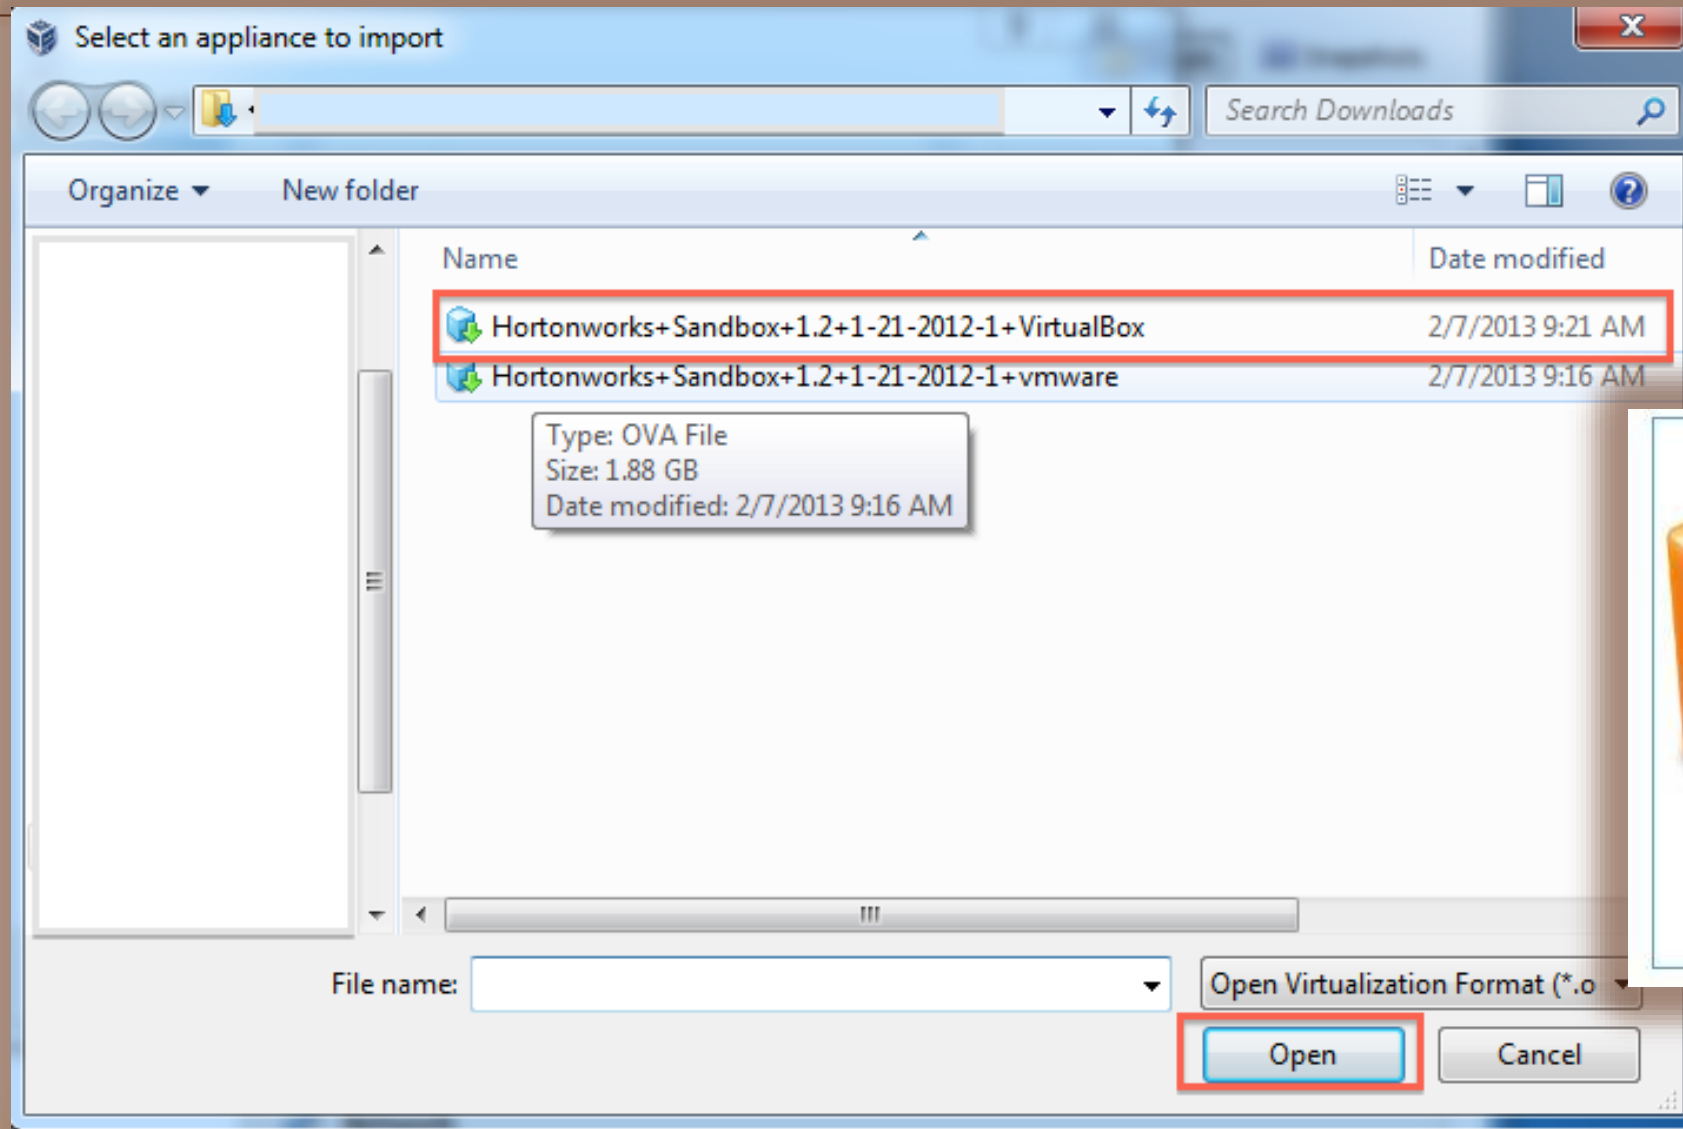 Select an appliance to import
Search Downloads
Organize New folder
Name Date modified
Hortonworks+Sandbox+1.2+1-21-2012-1+VirtualBox 2/7/2013 9:21 AM
Hortonworks+Sandbox+1.2+1-21-2012-1+vmware 2/7/2013 9:16 AM
Type: OVA File
Size: 1.88 GB
Date modified: 2/7/2013 9:16 AM
File name: Open Virtualization Format (*.o
Open Cancel